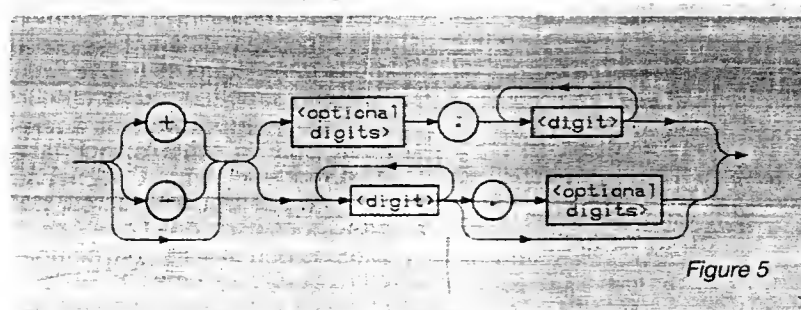 +
-
<optional
digits>
.
<digit>
<digit>
.
<optional
digits>
Figure 5